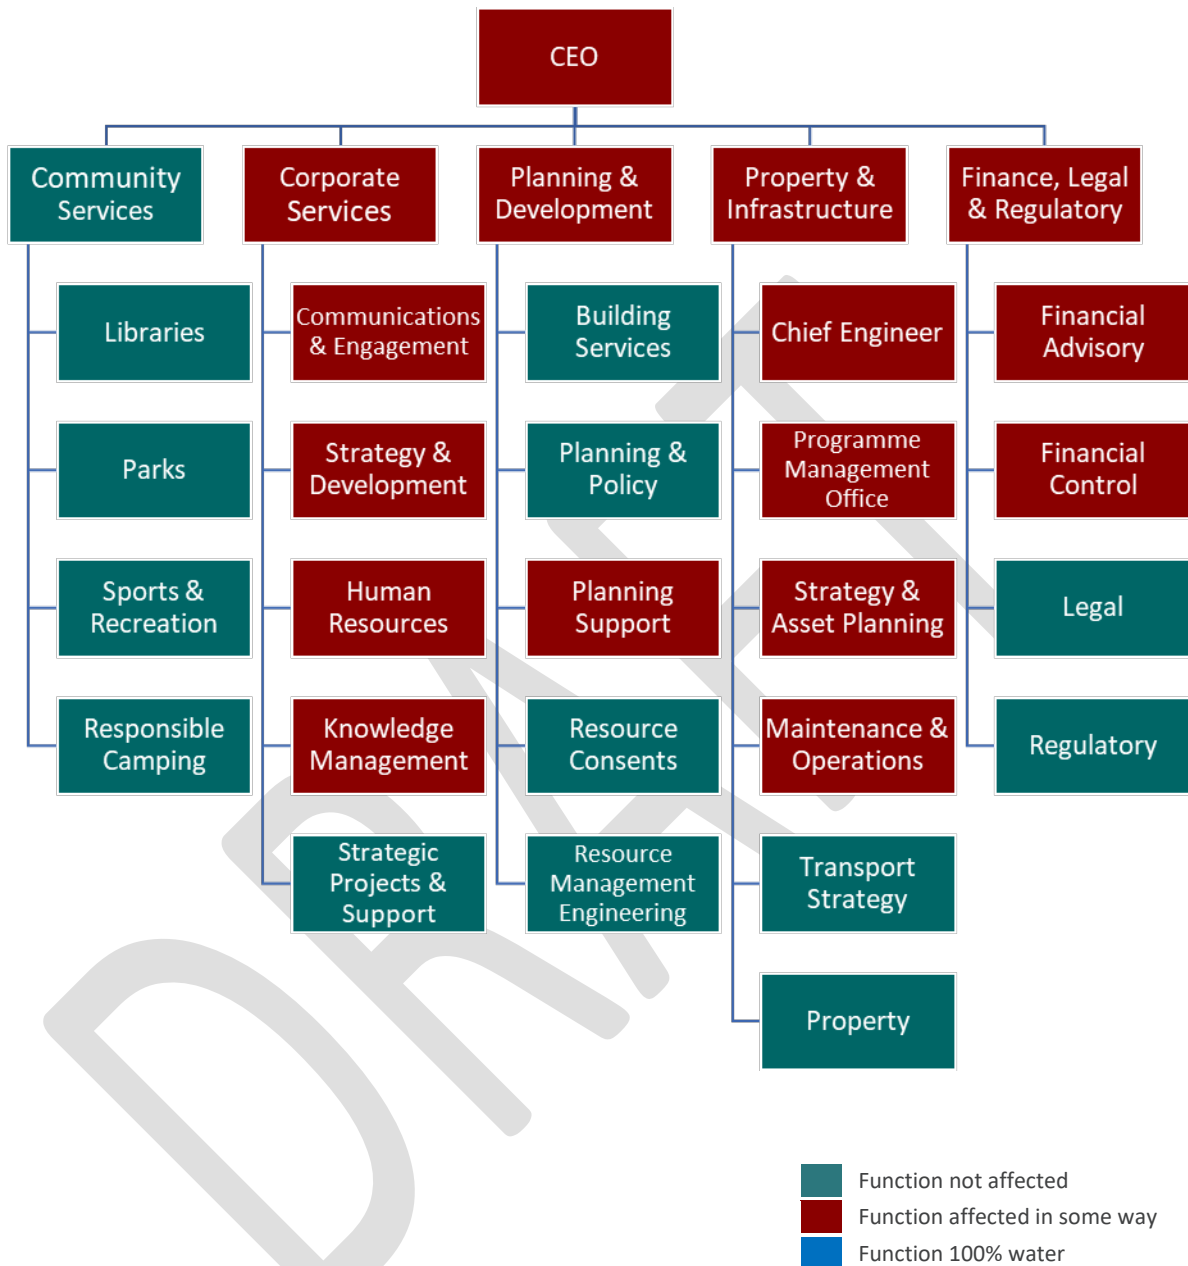 CEO
Community
Services
Corporate
Services
Planning &
Development
Property &
Infrastructure
Finance, Legal
& Regulatory
Libraries
Communications
& Engagement
Building
Services
Chief Engineer
Financial
Advisory
Parks
Strategy &
Development
Planning &
Policy
Programme
Management
Office
Financial
Control
Sports &
Recreation
Human
Resources
Planning
Support
Strategy &
Asset Planning
Legal
Responsible
Camping
Knowledge
Management
Resource
Consents
Maintenance &
Operations
Regulatory
Strategic
Projects &
Support
Resource
Management
Engineering
Transport
Strategy
Property
DRAFT
Function not affected
Function affected in some way
Function 100% water